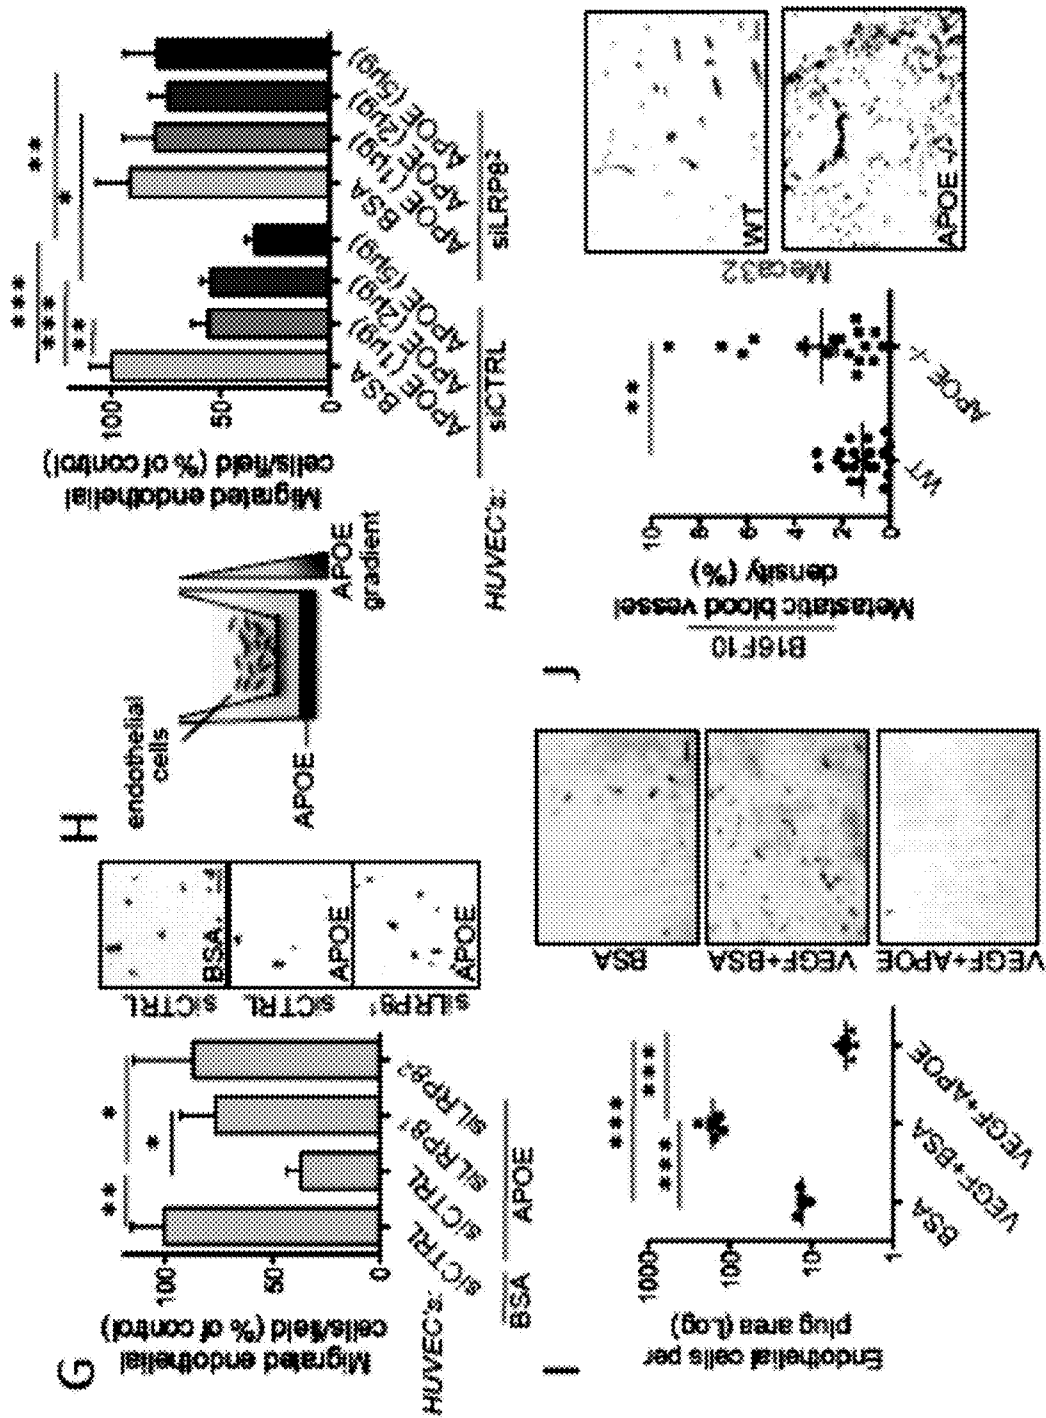 G
Migrated endothelial
cells/field (% of control)
100
50
0
**
*
*
HUVEC's:
siCTRL
siCTRL
siLRP8¹
siLRP8²
BSA
APOE
siCTRL
BSA
siCTRL
APOE
siLRP8¹
APOE
H
endothelial
cells
APOE
APOE
gradient
Migrated endothelial
cells/field (% of control)
100
50
0
***
***
**
**
*
HUVEC's:
BSA
APOE (1µg)
APOE (2µg)
APOE (5µg)
BSA
APOE (1µg)
APOE (2µg)
APOE (5µg)
siCTRL
siLRP8²
I
Endothelial cells per
plug area (Log)
1000
100
10
1
***
***
***
BSA
VEGF+BSA
VEGF+APOE
BSA
VEGF+BSA
VEGF+APOE
J
B16F10
Metastatic blood vessel
density (%)
10
8
6
4
2
0
**
WT
APOE
Meca32
WT
APOE -/-